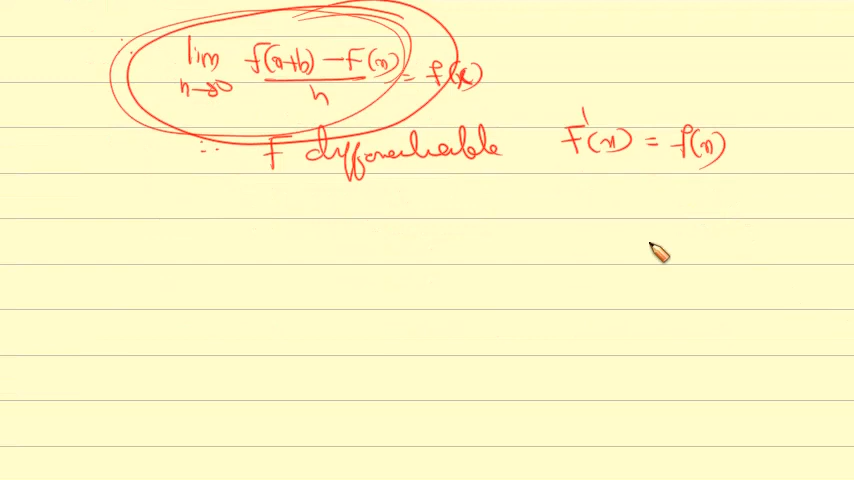 lim h→0 f(x+h) − F(x) / h = f(x)
∴ F differentiable F'(x) = f(x)